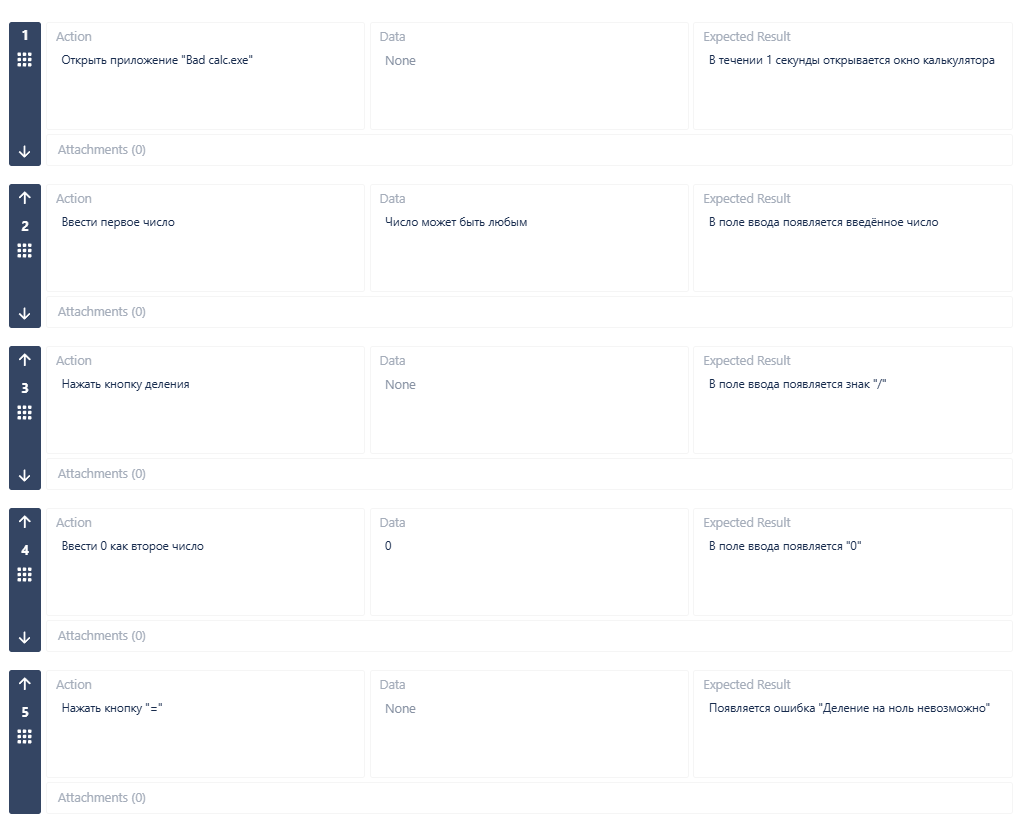 1
Action
Data
Expected Result
Открыть приложение "Bad calc.exe"
None
В течении 1 секунды открывается окно калькулятора
Attachments (0)
2
Action
Data
Expected Result
Ввести первое число
Число может быть любым
В поле ввода появляется введённое число
Attachments (0)
3
Action
Data
Expected Result
Нажать кнопку деления
None
В поле ввода появляется знак "/"
Attachments (0)
4
Action
Data
Expected Result
Ввести 0 как второе число
0
В поле ввода появляется "0"
Attachments (0)
5
Action
Data
Expected Result
Нажать кнопку "="
None
Появляется ошибка "Деление на ноль невозможно"
Attachments (0)